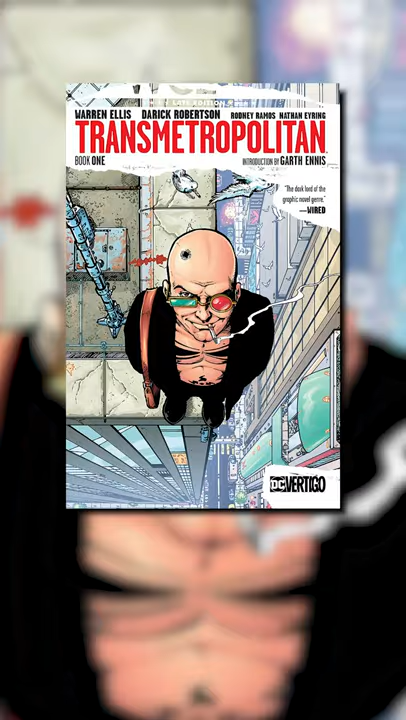 WARREN ELLIS DARICK ROBERTSON RODNEY RAMOS NATHAN EYRING
TRANSMETROPOLITAN
BOOK ONE
INTRODUCTION BY GARTH ENNIS
"The dark lord of the
graphic novel genre."
—WIRED
DC VERTIGO